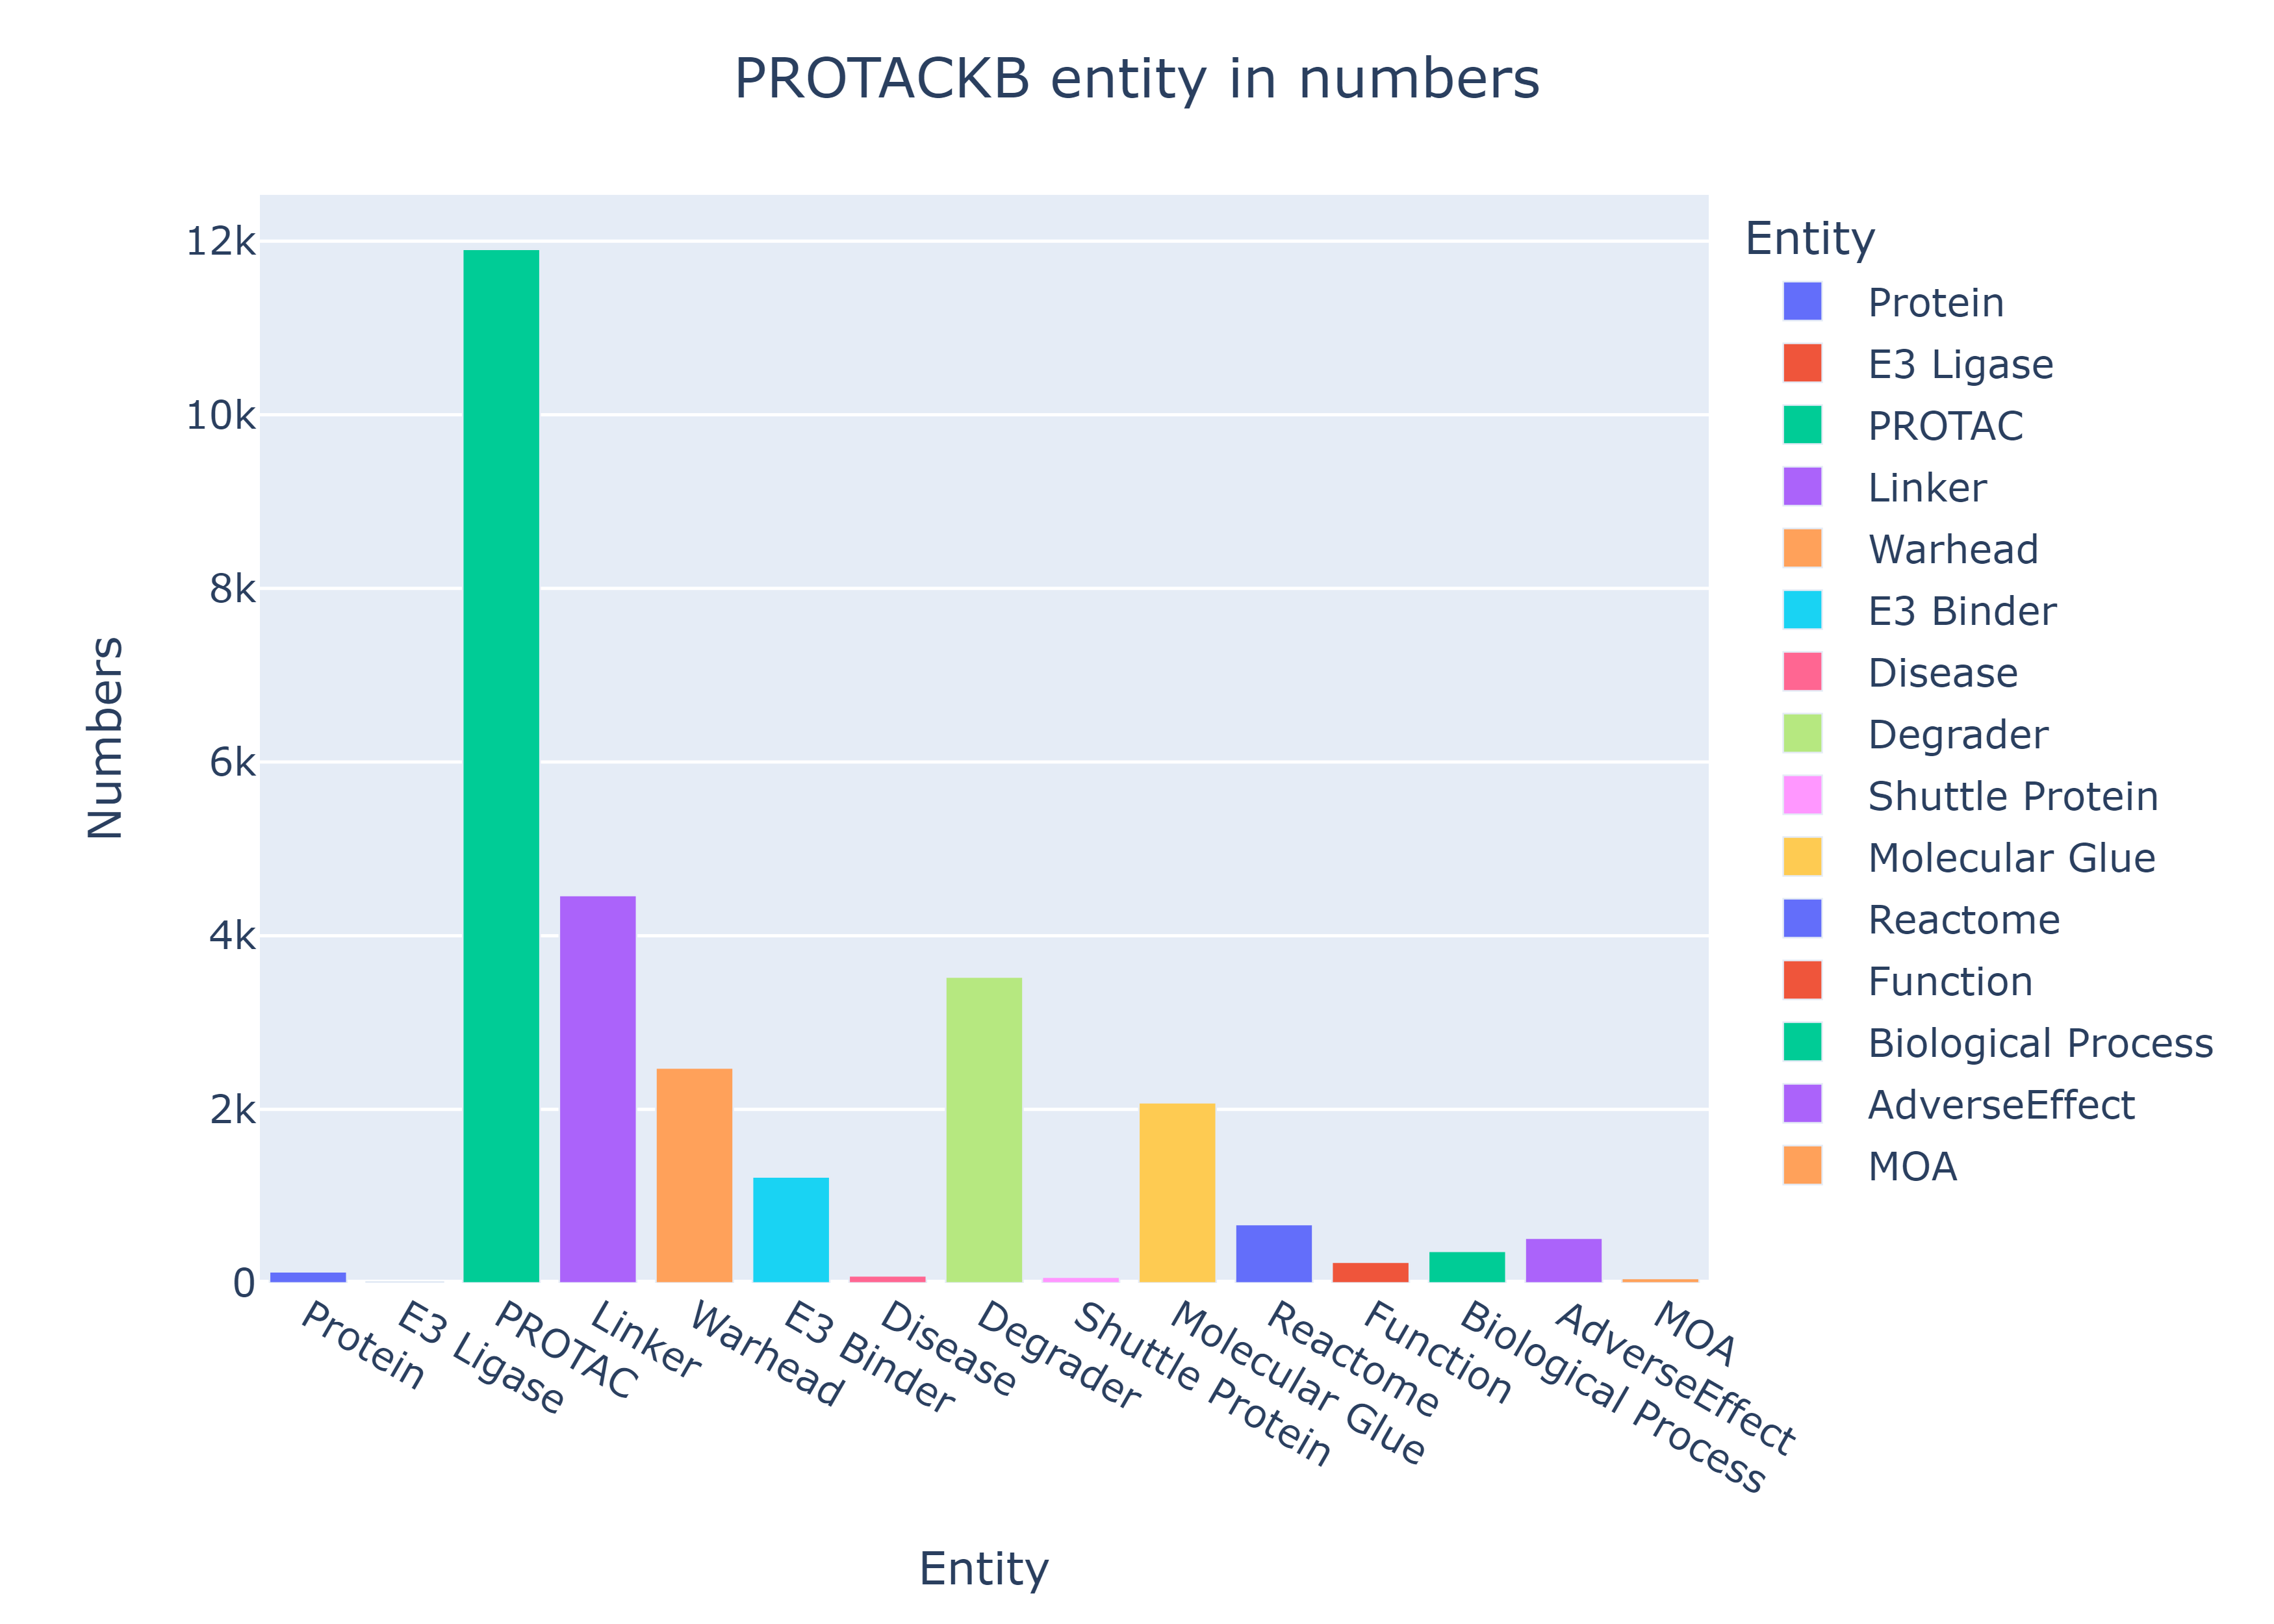 PROTACKB entity in numbers
12k
10k
8k
6k
4k
2k
0
Numbers
Protein
E3 Ligase
PROTAC
Linker
Warhead
E3 Binder
Disease
Degrader
Shuttle Protein
Molecular Glue
Reactome
Function
Biological Process
AdverseEffect
MOA
Entity
Entity
Protein
E3 Ligase
PROTAC
Linker
Warhead
E3 Binder
Disease
Degrader
Shuttle Protein
Molecular Glue
Reactome
Function
Biological Process
AdverseEffect
MOA